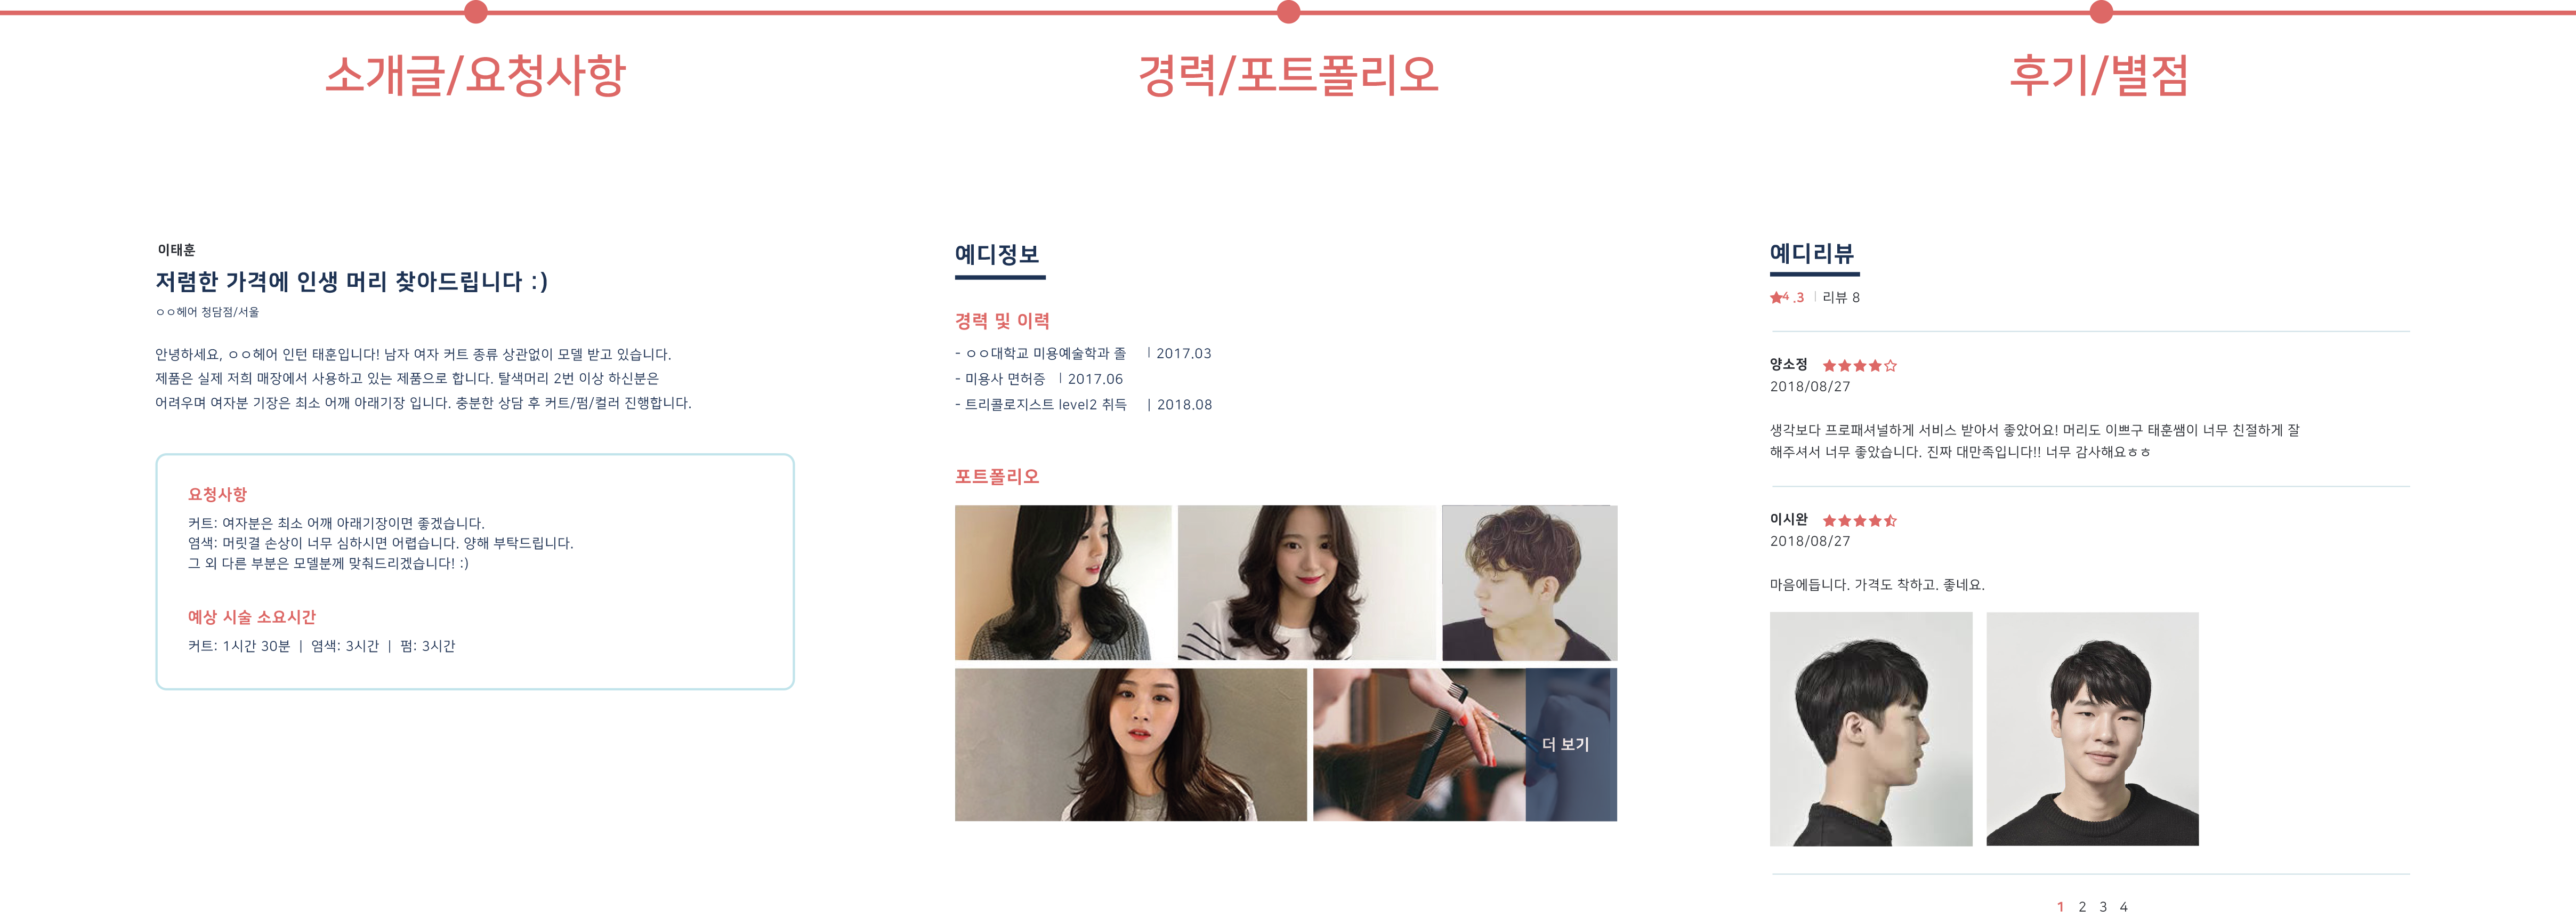 소개글/요청사항
경력/포트폴리오
후기/별점
이태훈
저렴한 가격에 인생 머리 찾아드립니다 :)
ㅇㅇ헤어 청담점/서울
안녕하세요, ㅇㅇ헤어 인턴 태훈입니다! 남자 여자 커트 종류 상관없이 모델 받고 있습니다.
제품은 실제 저희 매장에서 사용하고 있는 제품으로 합니다. 탈색머리 2번 이상 하신분은
어려우며 여자분 기장은 최소 어깨 아래기장 입니다. 충분한 상담 후 커트/펌/컬러 진행합니다.
요청사항
커트: 여자분은 최소 어깨 아래기장이면 좋겠습니다.
염색: 머릿결 손상이 너무 심하시면 어렵습니다. 양해 부탁드립니다.
그 외 다른 부분은 모델분께 맞춰드리겠습니다! :)
예상 시술 소요시간
커트: 1시간 30분 | 염색: 3시간 | 펌: 3시간
예디정보
경력 및 이력
- ㅇㅇ대학교 미용예술학과 졸 | 2017.03
- 미용사 면허증 | 2017.06
- 트리콜로지스트 level2 취득 | 2018.08
포트폴리오
더 보기
예디리뷰
★4.3 | 리뷰 8
양소정 ★★★★☆
2018/08/27
생각보다 프로패셔널하게 서비스 받아서 좋았어요! 머리도 이쁘구 태훈쌤이 너무 친절하게 잘
해주셔서 너무 좋았습니다. 진짜 대만족입니다!! 너무 감사해요ㅎㅎ
이시완
2018/08/27
마음에듭니다. 가격도 착하고. 좋네요.
1 2 3 4